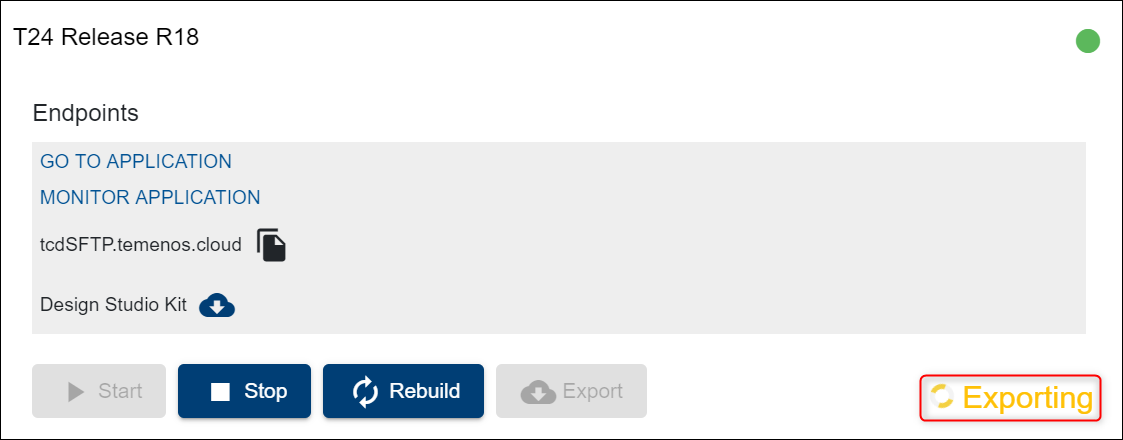 T24 Release R18
Endpoints
GO TO APPLICATION
MONITOR APPLICATION
tcdSFTP.temenos.cloud
Design Studio Kit
Start Stop Rebuild Export Exporting